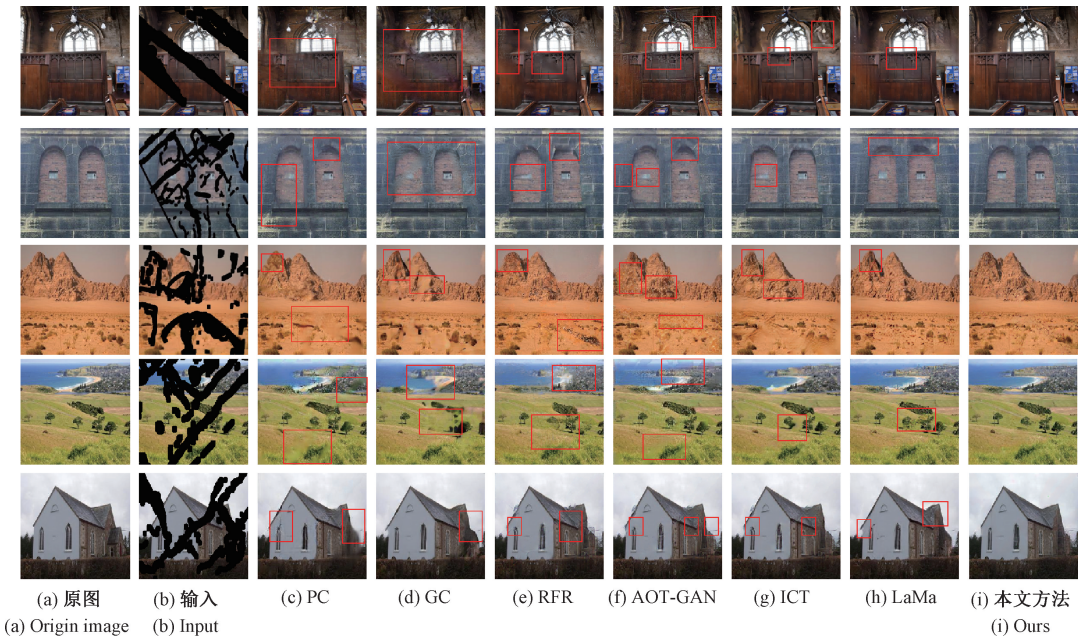 (a) 原图 (b) 输入 (c) PC (d) GC (e) RFR (f) AOT-GAN (g) ICT (h) LaMa (i) 本文方法
(a) Origin image (b) Input (i) Ours